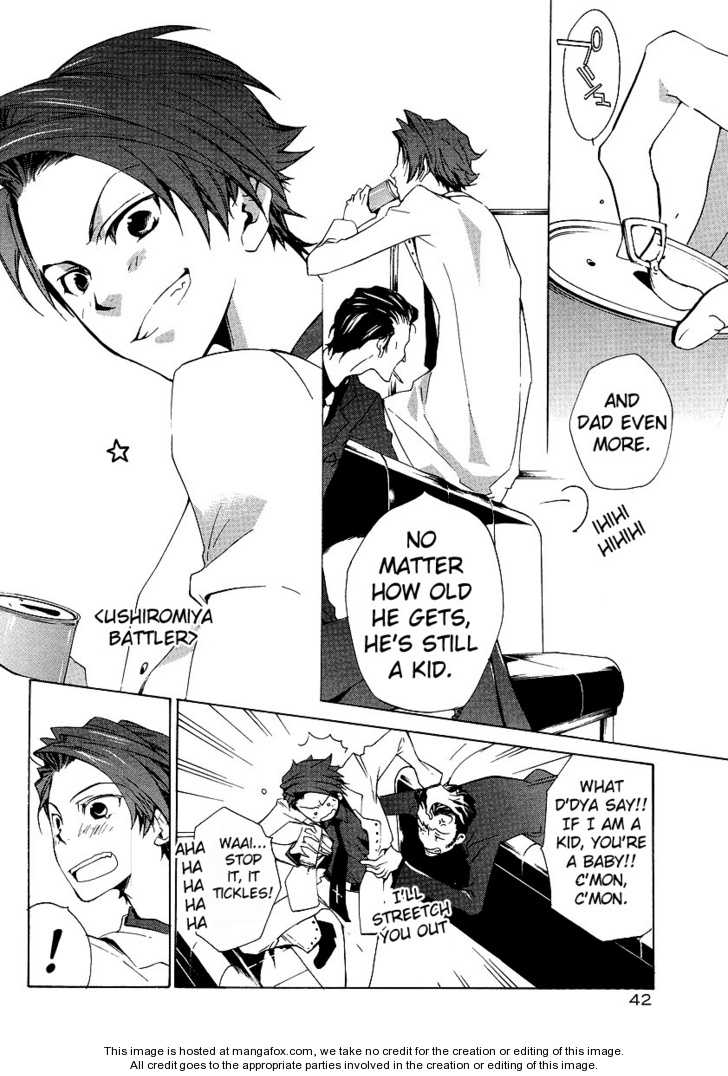 プシュ
AND
DAD EVEN
MORE.
IHIHI
HIHIHI
NO
MATTER
HOW OLD
HE GETS,
HE'S STILL
A KID.
<USHIROMIYA
BATTLER>
WHAT
D'DYA SAY!!
IF I AM A
KID, YOU'RE
A BABY!!
C'MON,
C'MON.
I'LL
STREETCH
YOU OUT
WAAI...
STOP
IT, IT
TICKLES!
AHA
HA
HA
HA
HA
!
42
This image is hosted at mangafox.com, we take no credit for the creation or editing of this image.
All credit goes to the appropriate parties involved in the creation or editing of this image.